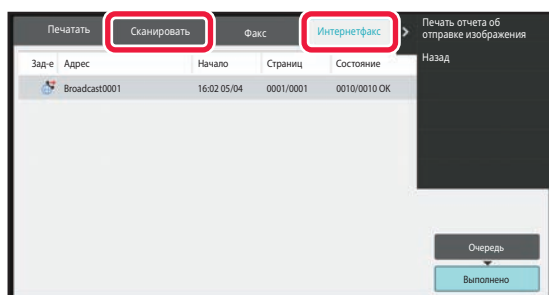 Печатать Сканировать Факс Интернетфакс
Зад-е Адрес Начало Страниц Состояние
Broadcast0001 16:02 05/04 0001/0001 0010/0010 OK
Печать отчета об
отправке изображения
Назад
Очередь
Выполнено